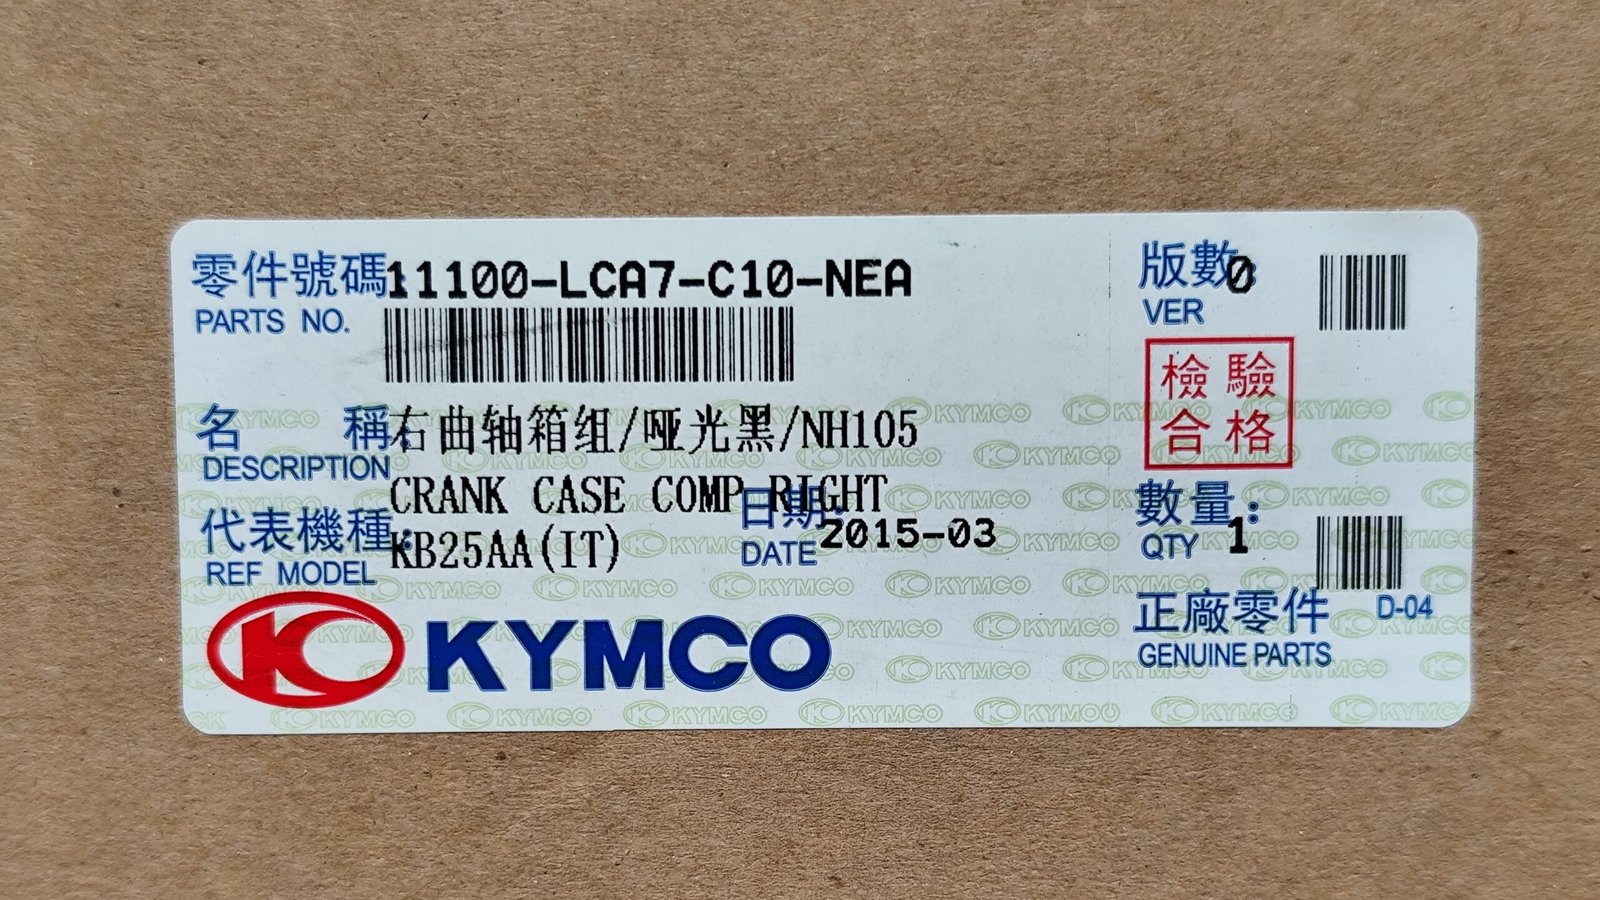 零件號碼: 11100-LCA7-C10-NEA
PARTS NO.
版數: 0
VER
檢驗
合格
名 稱 右曲轴箱组/哑光黑/NH105
DESCRIPTION
CRANK CASE COMP RIGHT
代表機種: KB25AA(IT)
REF MODEL
日期: 2015-03
DATE
數量: 1
QTY
正廠零件 D-04
GENUINE PARTS
KYMCO